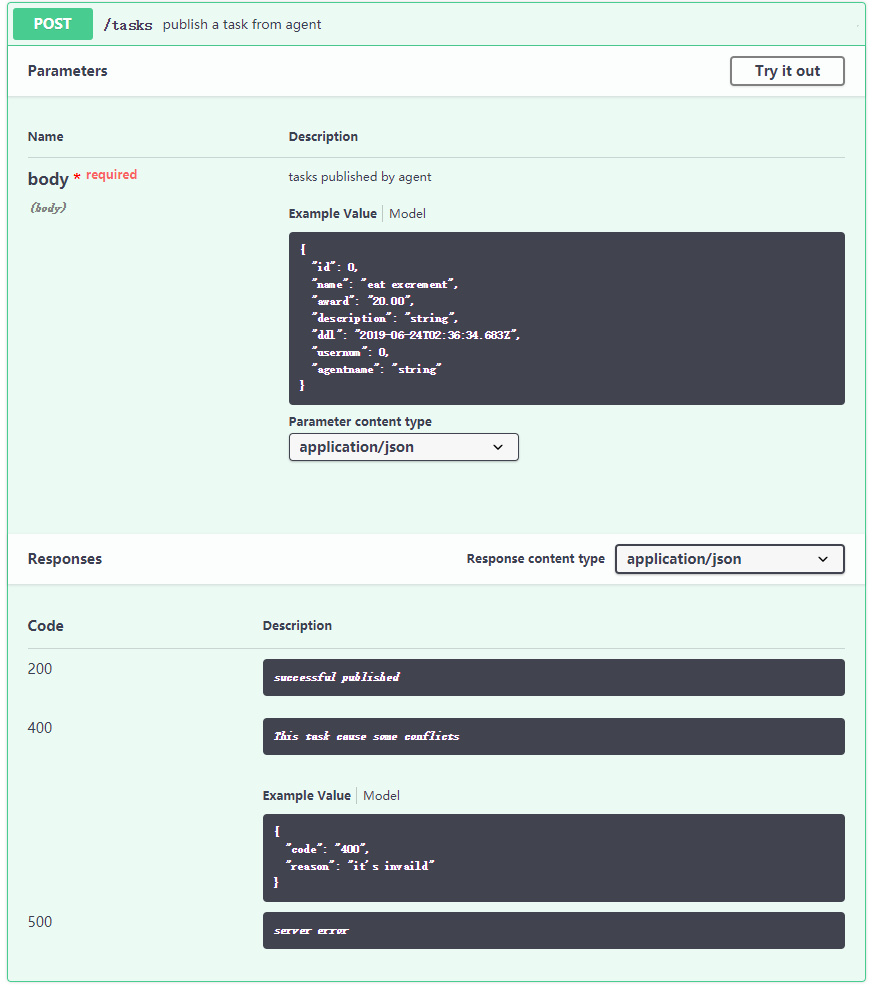 POST /tasks publish a task from agent
Parameters Try it out
Name Description
body * required tasks published by agent
(body)
Example Value Model
{
"id": 0,
"name": "eat excrement",
"award": "20.00",
"description": "string",
"ddl": "2019-06-24T02:36:34.683Z",
"usernum": 0,
"agentname": "string"
}
Parameter content type
application/json
Responses Response content type application/json
Code Description
200 successful published
400 This task cause some conflicts
Example Value Model
{
"code": "400",
"reason": "it's invaild"
}
500 server error